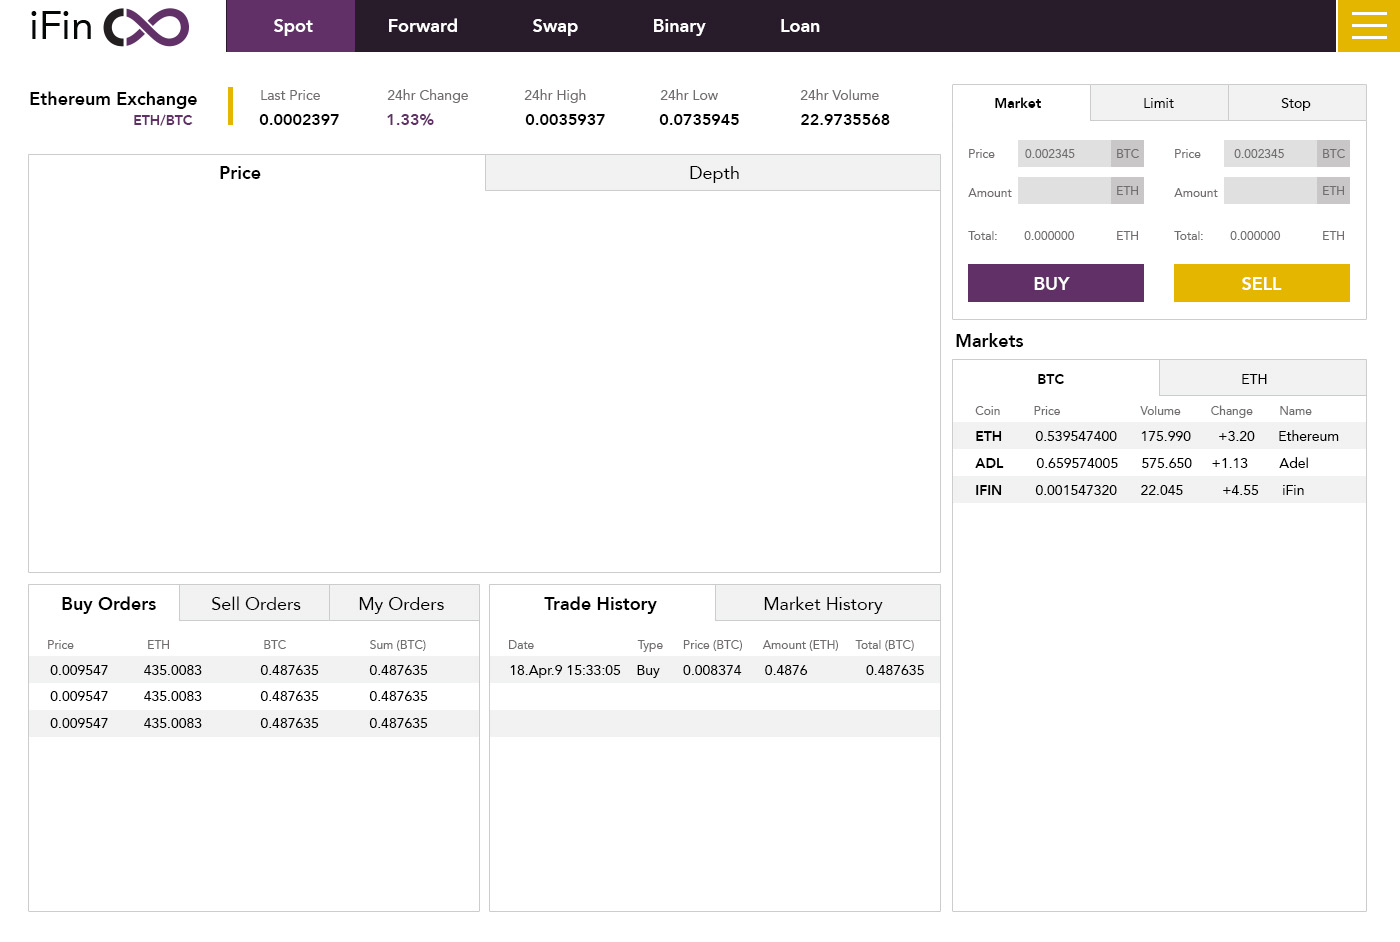 iFin
Spot Forward Swap Binary Loan
Ethereum Exchange
ETH/BTC
Last Price 24hr Change 24hr High 24hr Low 24hr Volume
0.0002397 1.33% 0.0035937 0.0735945 22.9735568
Price Depth
Market Limit Stop
Price 0.002345 BTC Price 0.002345 BTC
Amount ETH Amount ETH
Total: 0.000000 ETH Total: 0.000000 ETH
BUY SELL
Markets
BTC ETH
Coin Price Volume Change Name
ETH 0.539547400 175.990 +3.20 Ethereum
ADL 0.659574005 575.650 +1.13 Adel
IFIN 0.001547320 22.045 +4.55 iFin
Buy Orders Sell Orders My Orders
Price ETH BTC Sum (BTC)
0.009547 435.0083 0.487635 0.487635
0.009547 435.0083 0.487635 0.487635
0.009547 435.0083 0.487635 0.487635
Trade History Market History
Date Type Price (BTC) Amount (ETH) Total (BTC)
18.Apr.9 15:33:05 Buy 0.008374 0.4876 0.487635